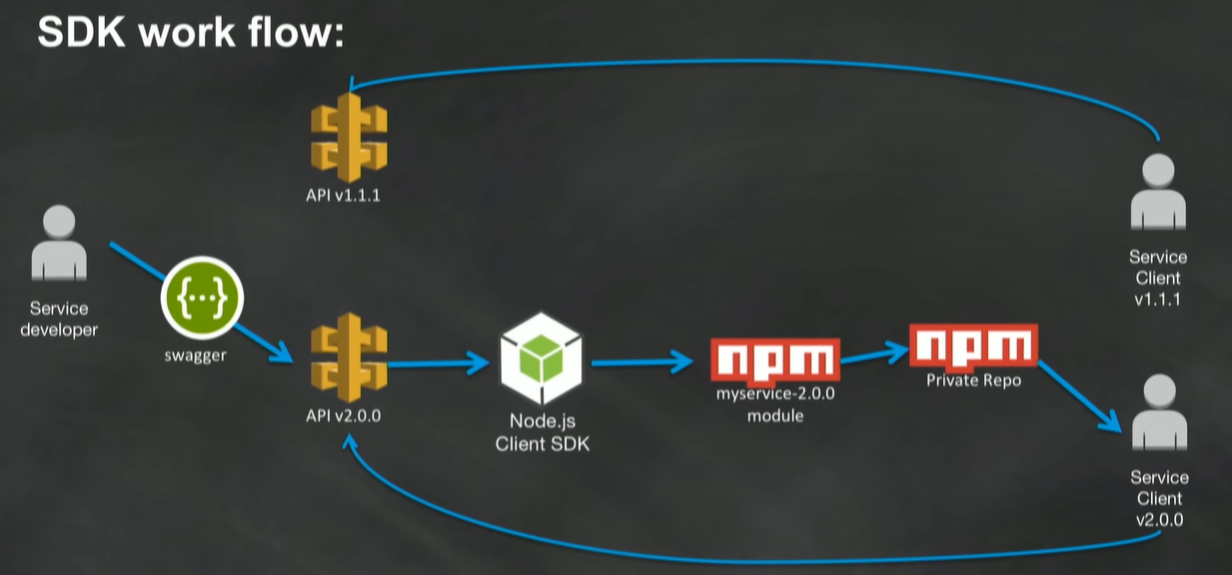 SDK work flow:
API v1.1.1
Service
Client
v1.1.1
Service
developer
{...}
swagger
API v2.0.0
Node.js
Client SDK
npm
myservice-2.0.0
module
npm
Private Repo
Service
Client
v2.0.0